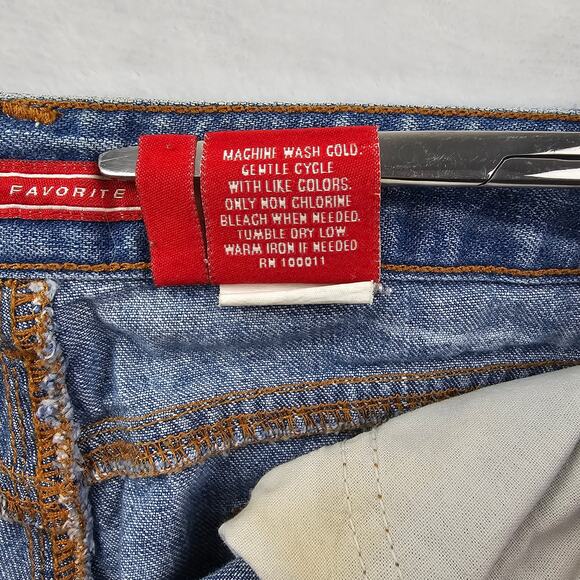 FAVORITE
MACHINE WASH COLD.
GENTLE CYCLE
WITH LIKE COLORS.
ONLY NON CHLORINE
BLEACH WHEN NEEDED.
TUMBLE DRY LOW
WARM IRON IF NEEDED
RN 100011